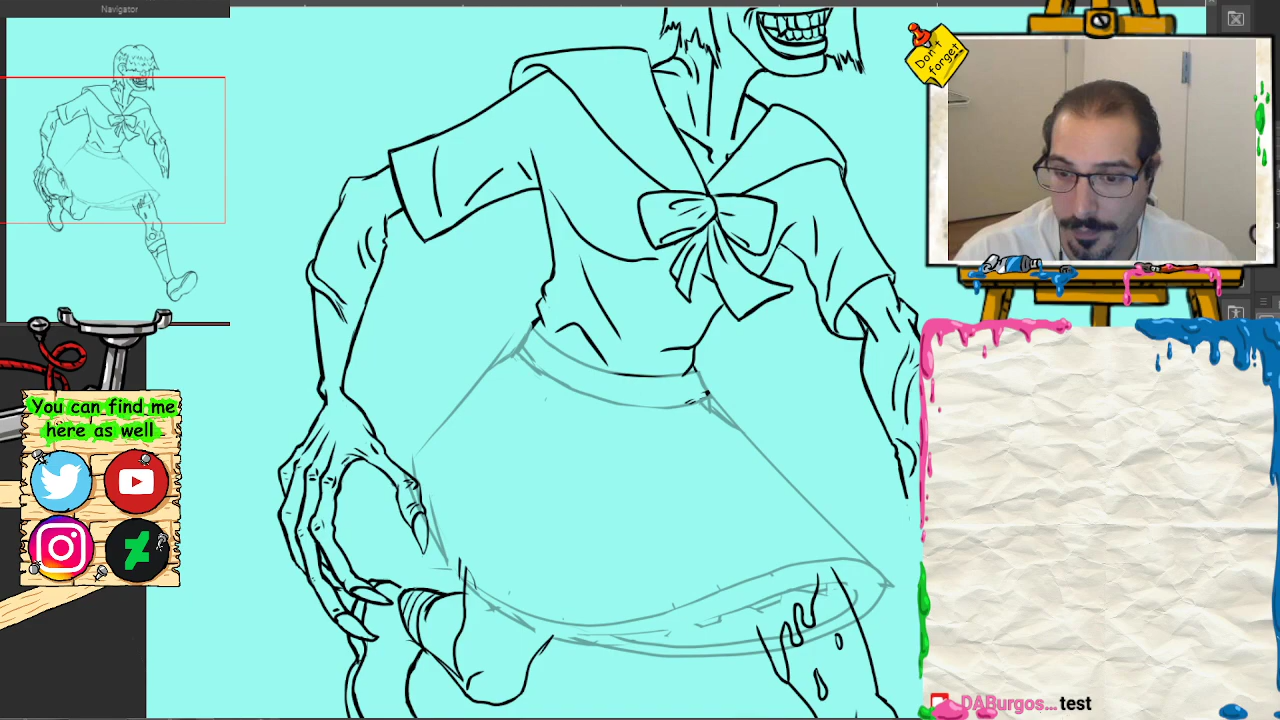 Navigator
Don't
forget
You can find me
here as well
DABurgos... test